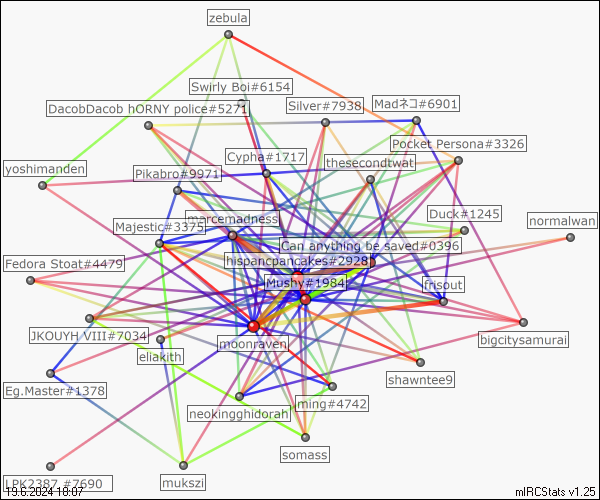 zebula
Swirly Boi#6154
DacobDacob hORNY police#5271
Silver#7938
Madネコ#6901
Pocket Persona#3326
Cypha#1717
thesecondtwat
yoshimanden
Pikabro#9971
marcemadness
Duck#1245
normalwan
Majestic#3375
Can anything be saved#0396
Fedora Stoat#4479
hispancpancakes#2928
Mushy#1984
frisout
JKOUYH VIII#7034
moonraven
bigcitysamurai
eliakith
shawntee9
Eg.Master#1378
ming#4742
neokingghidorah
somass
LPK2387_#7690
mukszi
19.6.2024 18:07
mIRCStats v1.25